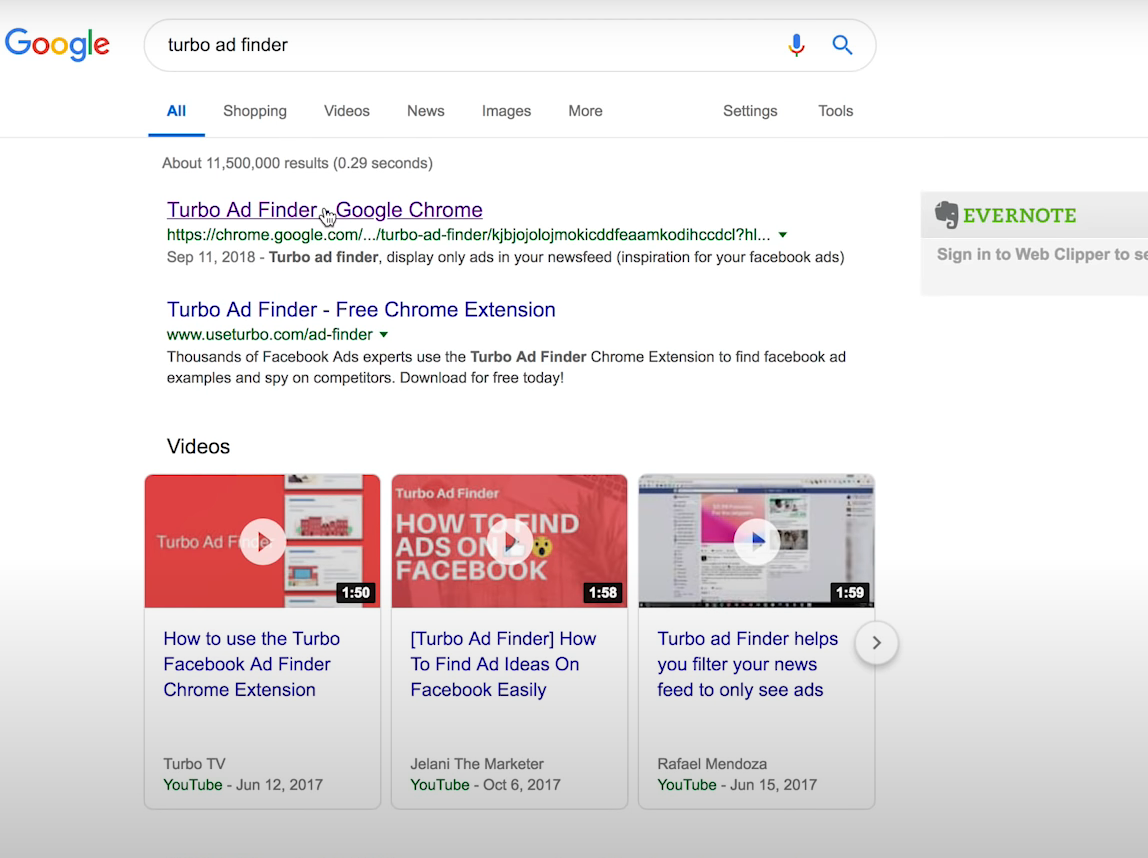 Google
turbo ad finder
All Shopping Videos News Images More Settings Tools
About 11,500,000 results (0.29 seconds)
Turbo Ad Finder - Google Chrome
https://chrome.google.com/.../turbo-ad-finder/kjbjojolojmokicddfeaamkodihccdcl?hl...
Sep 11, 2018 - Turbo ad finder, display only ads in your newsfeed (inspiration for your facebook ads)
EVERNOTE
Sign in to Web Clipper to se
Turbo Ad Finder - Free Chrome Extension
www.useturbo.com/ad-finder
Thousands of Facebook Ads experts use the Turbo Ad Finder Chrome Extension to find facebook ad
examples and spy on competitors. Download for free today!
Videos
Turbo Ad Finder
1:50
How to use the Turbo
Facebook Ad Finder
Chrome Extension
Turbo TV
YouTube - Jun 12, 2017
Turbo Ad Finder
HOW TO FIND
ADS ON
FACEBOOK
1:58
[Turbo Ad Finder] How
To Find Ad Ideas On
Facebook Easily
Jelani The Marketer
YouTube - Oct 6, 2017
1:59
Turbo ad Finder helps
you filter your news
feed to only see ads
Rafael Mendoza
YouTube - Jun 15, 2017